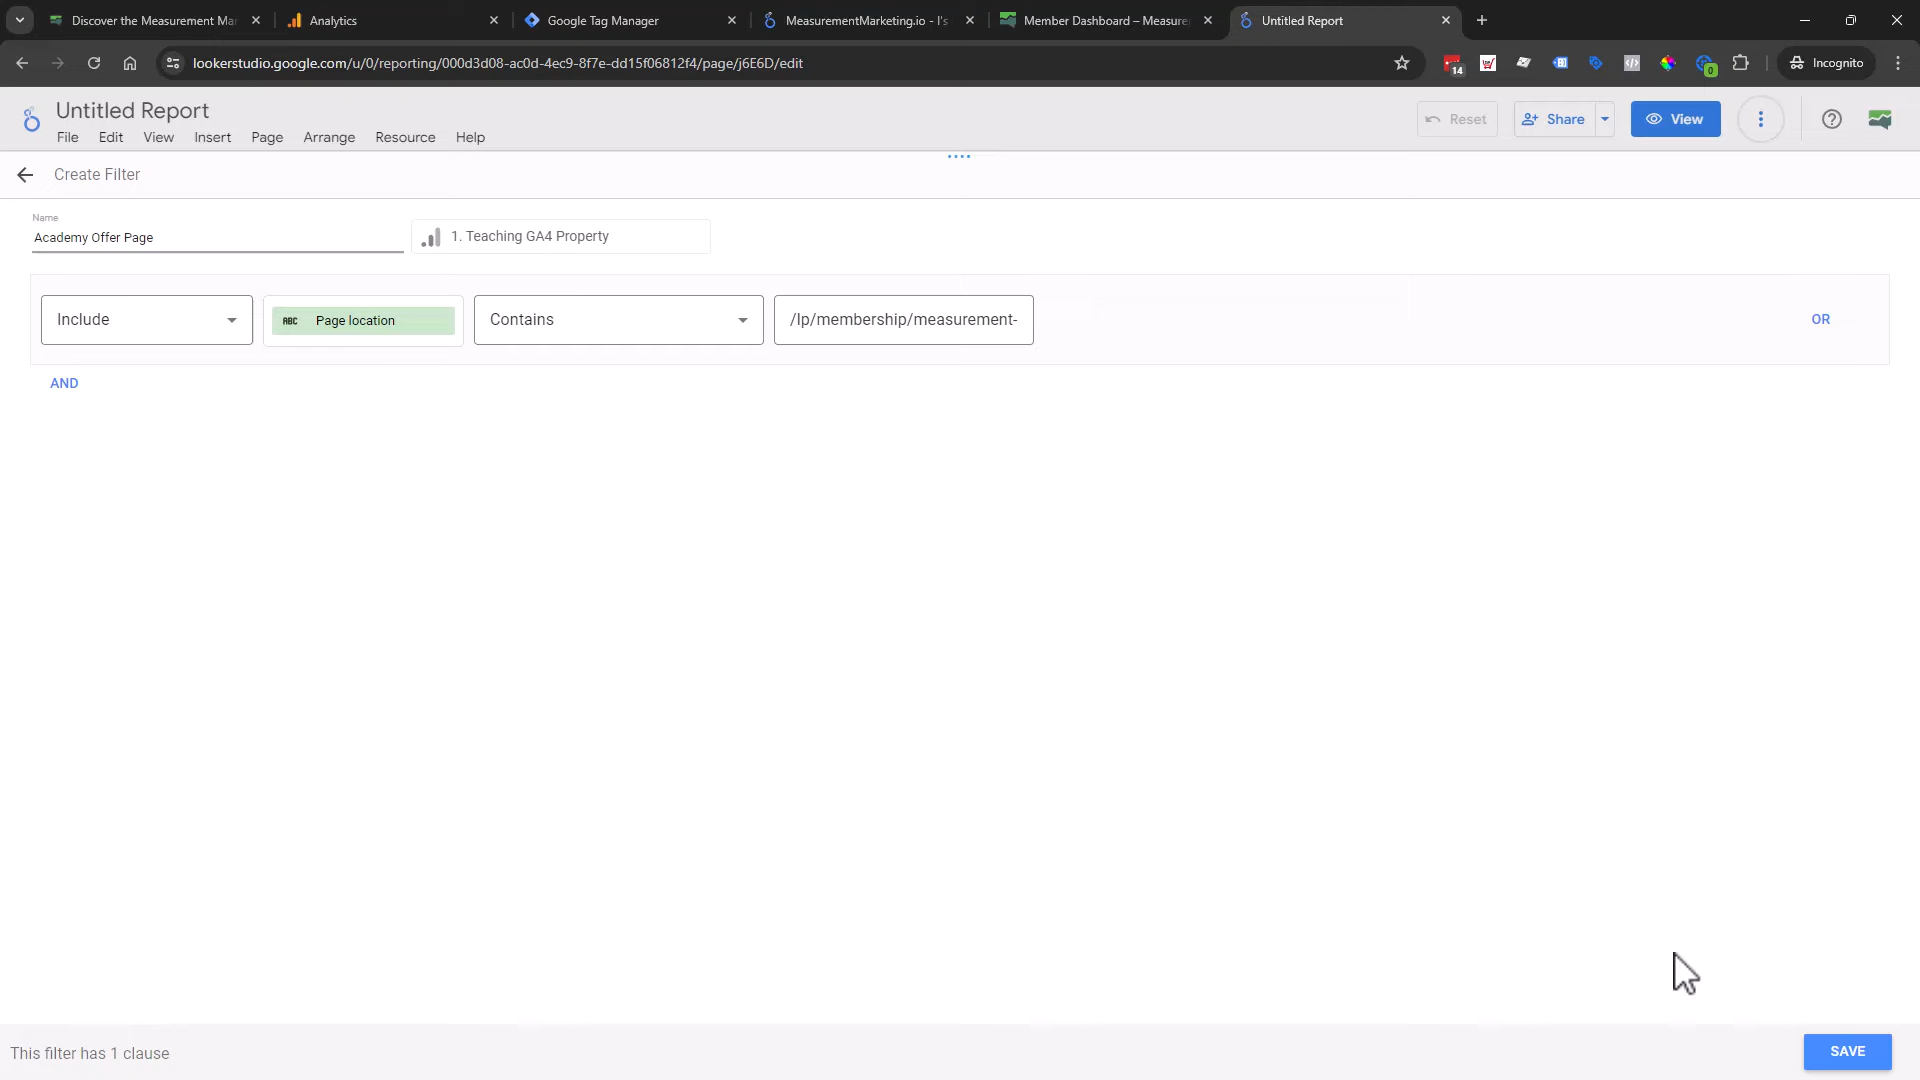 Discover the Measurement Ma
Analytics
Google Tag Manager
MeasurementMarketing.io - I's
Member Dashboard – Measure
Untitled Report
lookerstudio.google.com/u/0/reporting/000d3d08-ac0d-4ec9-8f7e-dd15f06812f4/page/j6E6D/edit
14
0
Incognito
Untitled Report
File Edit View Insert Page Arrange Resource Help
Reset
Share
View
Create Filter
Name
Academy Offer Page
1. Teaching GA4 Property
Include
ABC Page location
Contains
/lp/membership/measurement-
OR
AND
This filter has 1 clause
SAVE